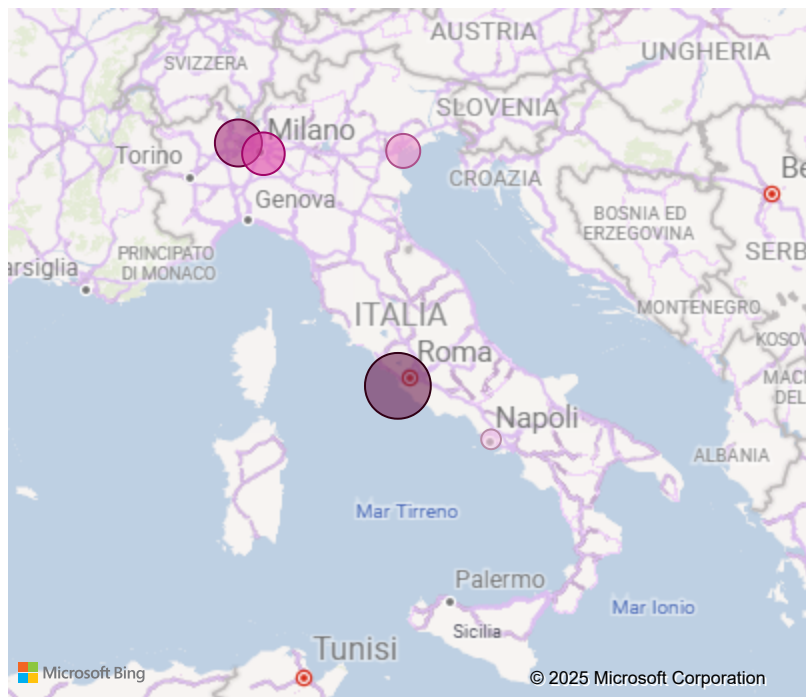 AUSTRIA
UNGHERIA
SVIZZERA
SLOVENIA
Milano
Torino
CROAZIA
Be
Genova
BOSNIA ED
ERZEGOVINA
SERB
PRINCIPATO
DI MONACO
arsiglia
MONTENEGRO
ITALIA
KOSOV
Roma
MACE
DEL
Napoli
ALBANIA
Mar Tirreno
Palermo
Mar Ionio
Sicilia
Tunisi
Microsoft Bing
© 2025 Microsoft Corporation